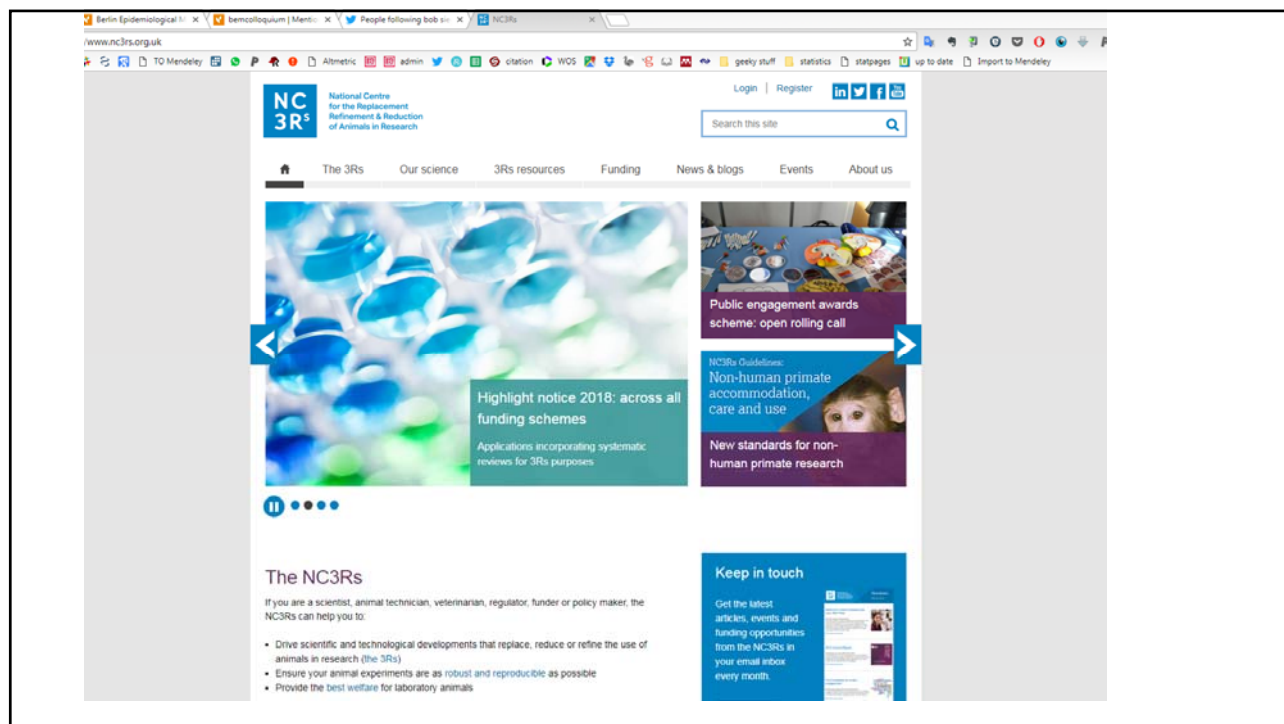 Berlin Epidemiological M
bemcolloquium | Mentio
People following bob sie
NC3Rs
www.nc3rs.org.uk
TO Mendeley
Altmetric
admin
citation
WOS
geeky stuff
statistics
statpages
up to date
Import to Mendeley
NC
3Rs
National Centre
for the Replacement
Refinement & Reduction
of Animals in Research
Login | Register
Search this site
The 3Rs Our science 3Rs resources Funding News & blogs Events About us
Public engagement awards
scheme: open rolling call
Highlight notice 2018: across all
funding schemes
Applications incorporating systematic
reviews for 3Rs purposes
NC3Rs Guidelines:
Non-human primate
accommodation,
care and use
New standards for non-
human primate research
The NC3Rs
If you are a scientist, animal technician, veterinarian, regulator, funder or policy maker, the
NC3Rs can help you to:
• Drive scientific and technological developments that replace, reduce or refine the use of
animals in research (the 3Rs)
• Ensure your animal experiments are as robust and reproducible as possible
• Provide the best welfare for laboratory animals
Keep in touch
Get the latest
articles, events and
funding opportunities
from the NC3Rs in
your email inbox
every month.